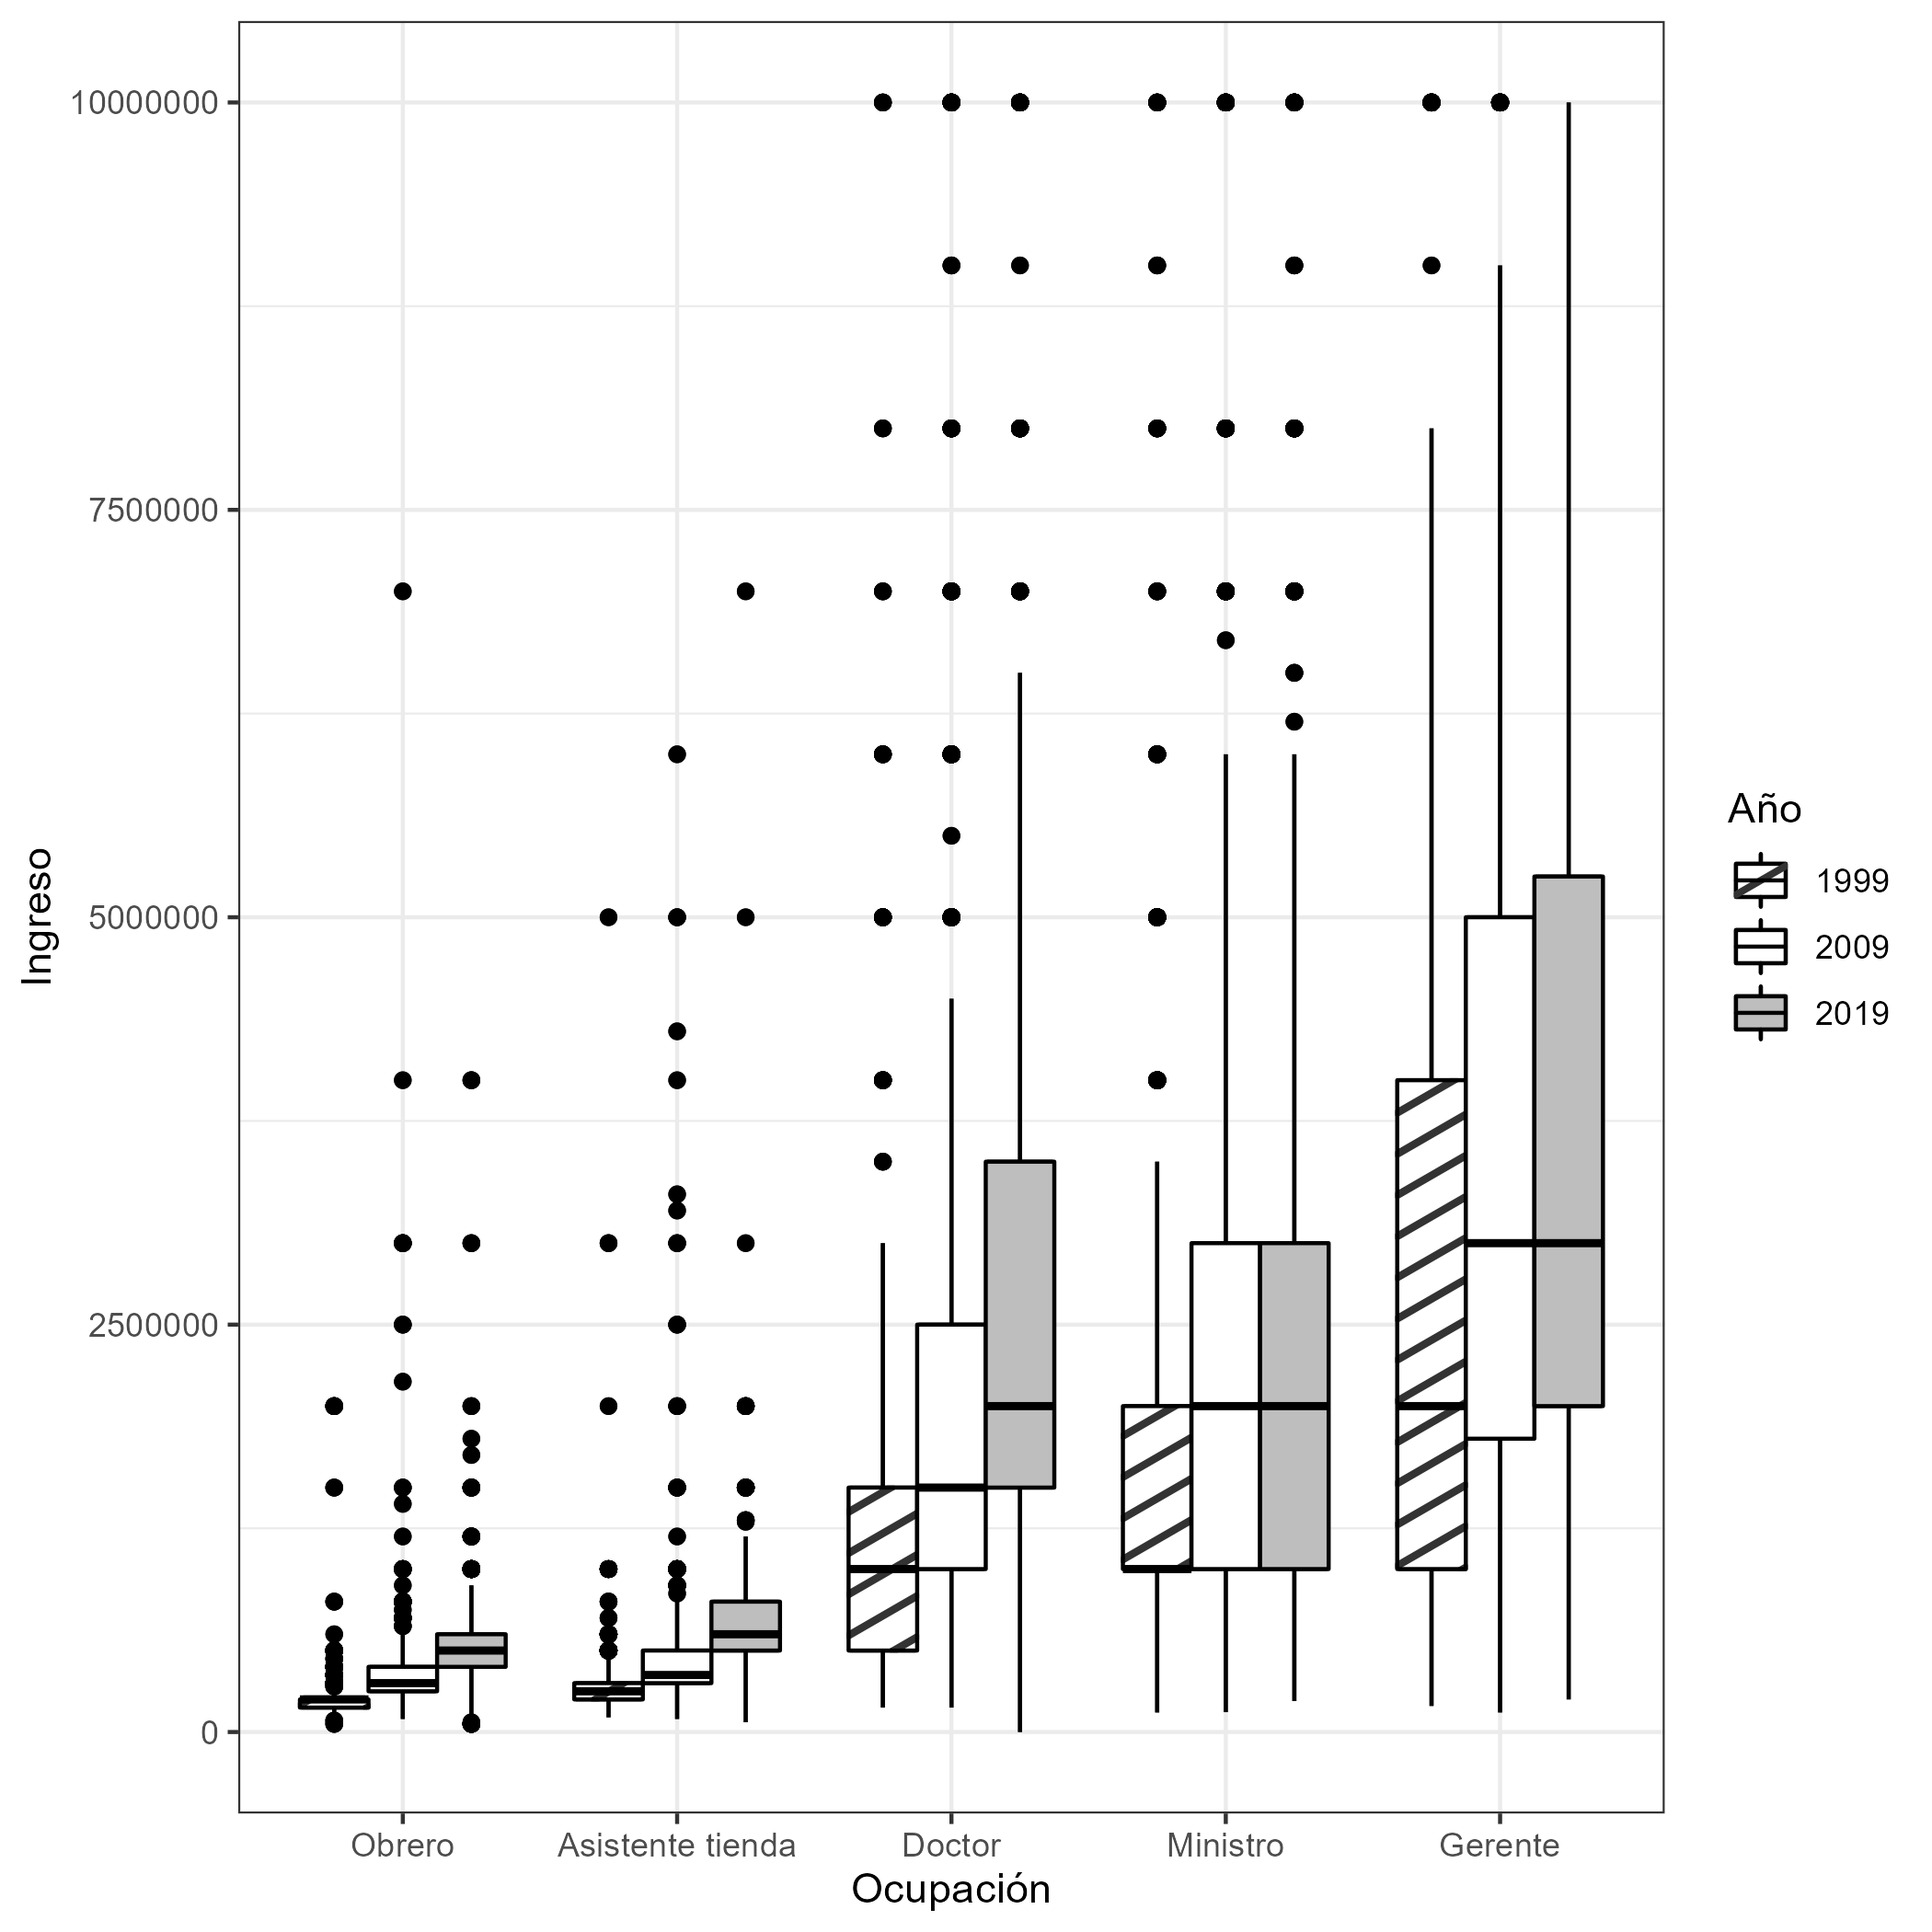 Ingreso
10000000
7500000
5000000
2500000
0
Obrero
Asistente tienda
Doctor
Ministro
Gerente
Ocupación
Año
1999
2009
2019